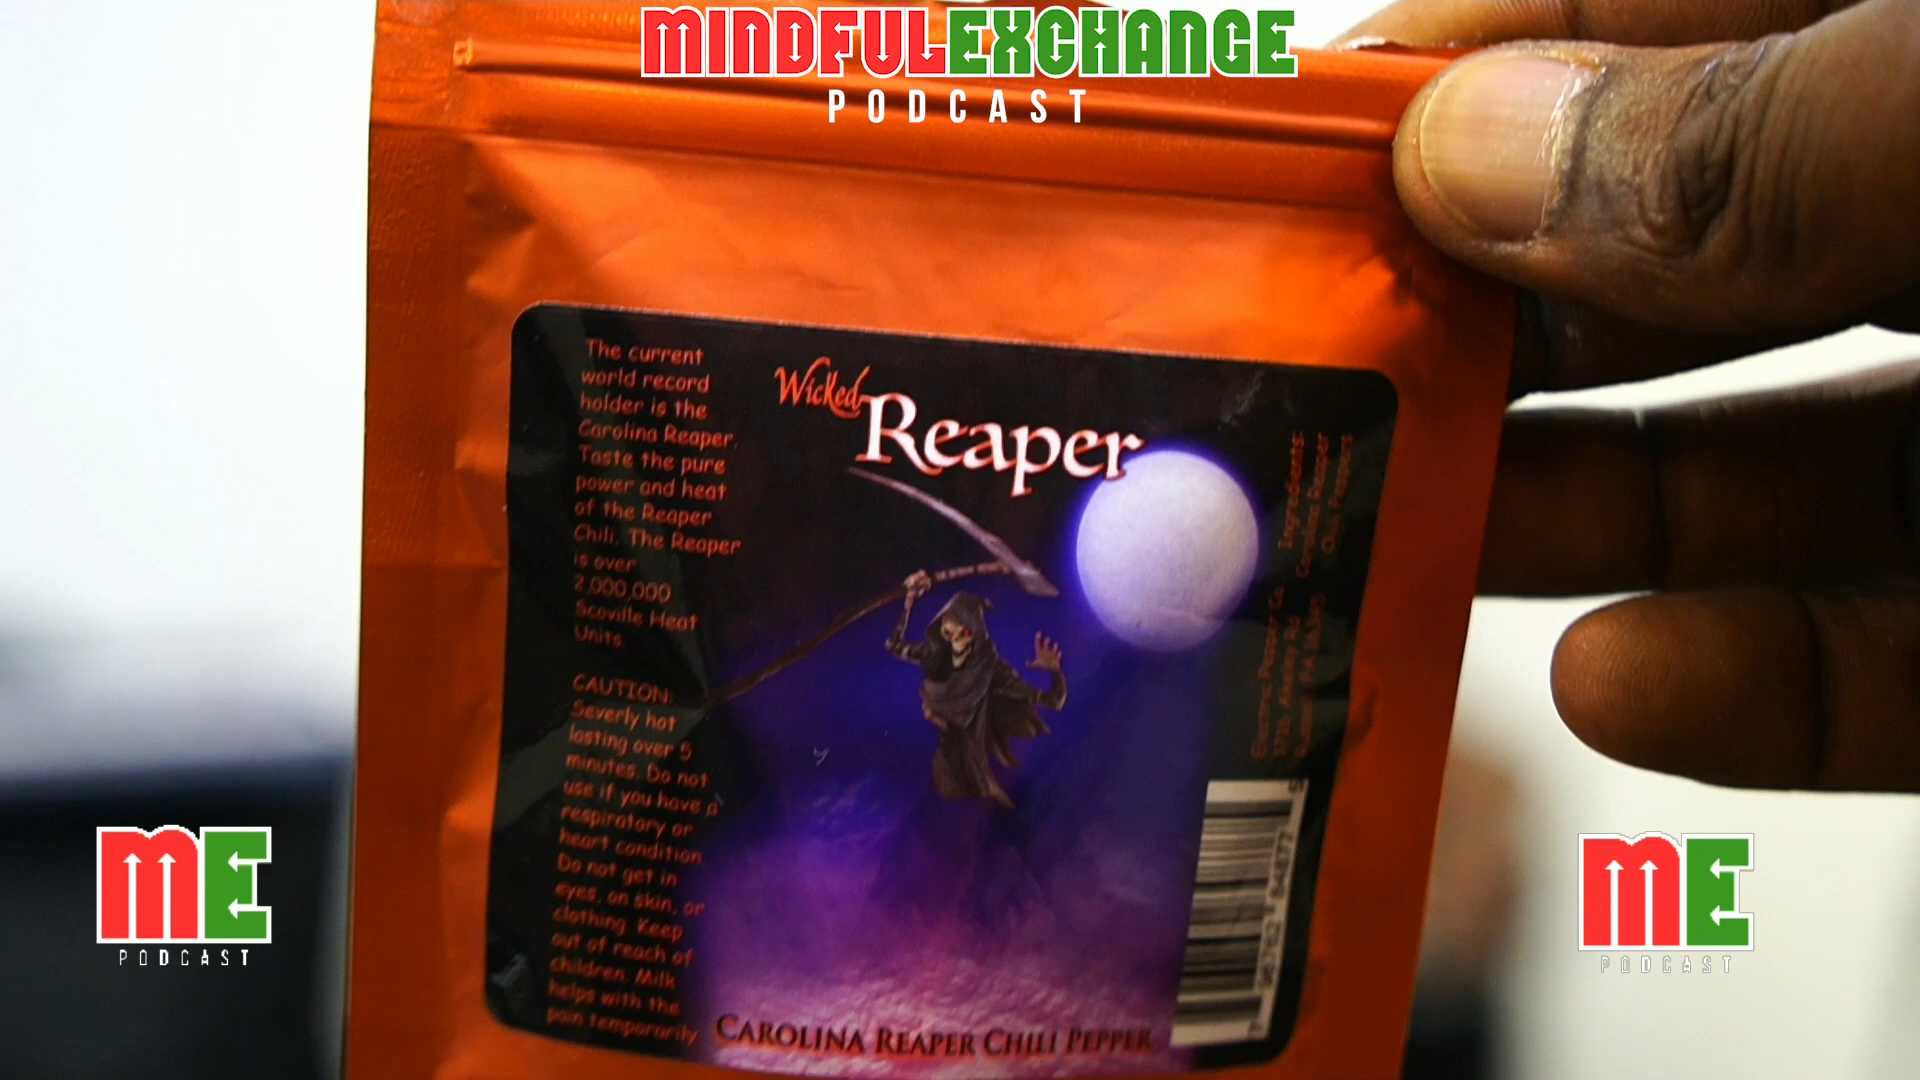 MINDFULEXCHANGE
PODCAST
The current
world record
holder is the
Carolina Reaper.
Taste the pure
power and heat
of the Reaper
Chili. The Reaper
is over
2,000,000
Scoville Heat
Units.
CAUTION:
Severly hot
lasting over 5
minutes. Do not
use if you have a
respiratory or
heart condition.
Do not get in
eyes, on skin, or
clothing. Keep
out of reach of
children. Milk
helps with the
pain temporarily
Wicked
Reaper
CAROLINA REAPER CHILI PEPPER
Ingredients:
Carolina Reaper
Chili Peppers
Electric Pepper Co
ME
PODCAST
ME
PODCAST